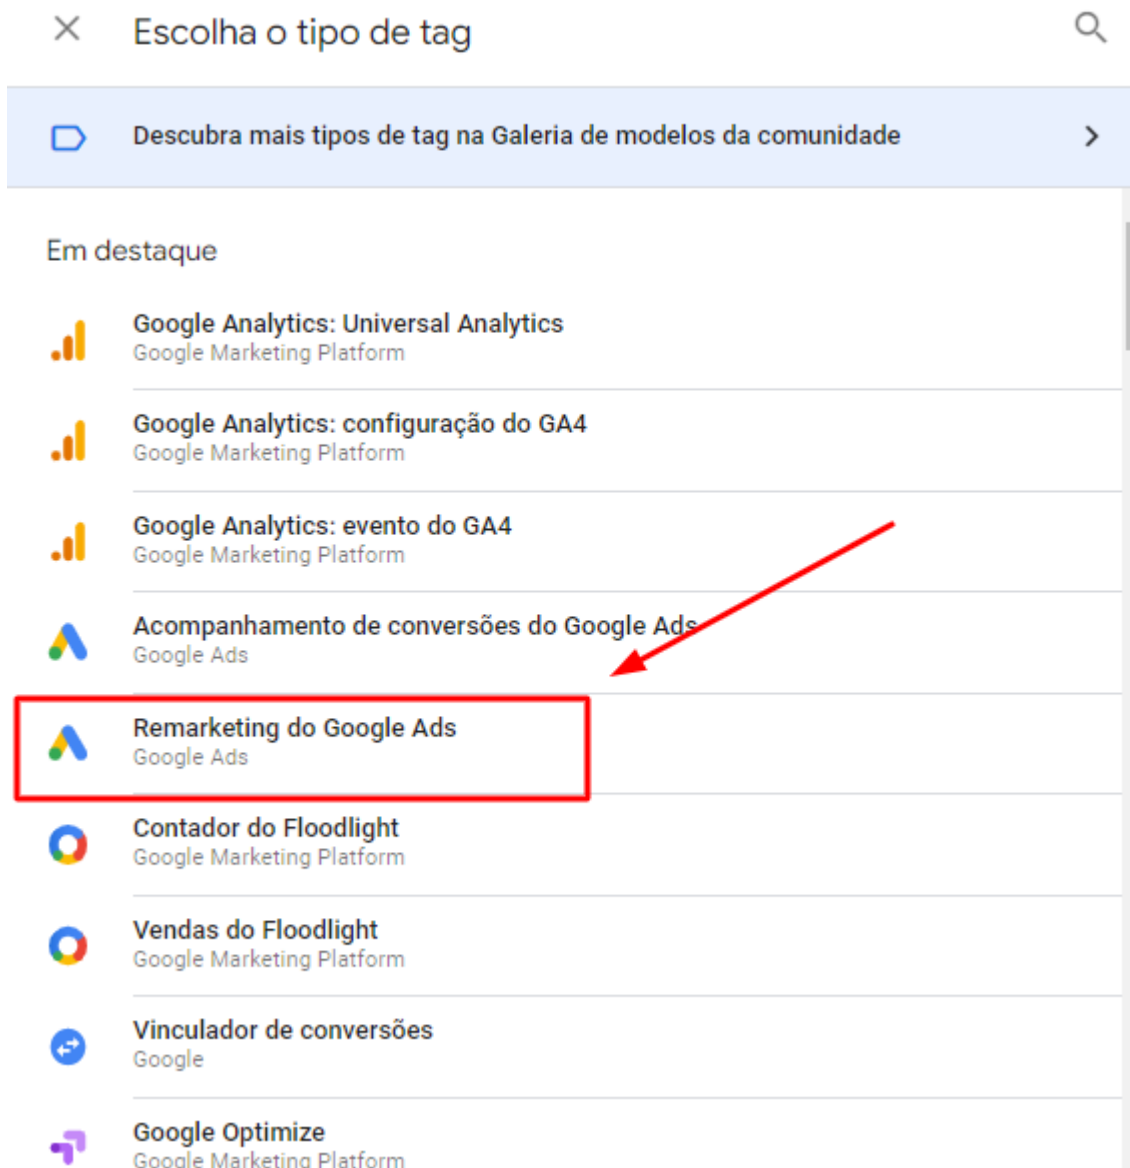 Escolha o tipo de tag
Descubra mais tipos de tag na Galeria de modelos da comunidade
Em destaque
Google Analytics: Universal Analytics
Google Marketing Platform
Google Analytics: configuração do GA4
Google Marketing Platform
Google Analytics: evento do GA4
Google Marketing Platform
Acompanhamento de conversões do Google Ads
Google Ads
Remarketing do Google Ads
Google Ads
Contador do Floodlight
Google Marketing Platform
Vendas do Floodlight
Google Marketing Platform
Vinculador de conversões
Google
Google Optimize
Google Marketing Platform